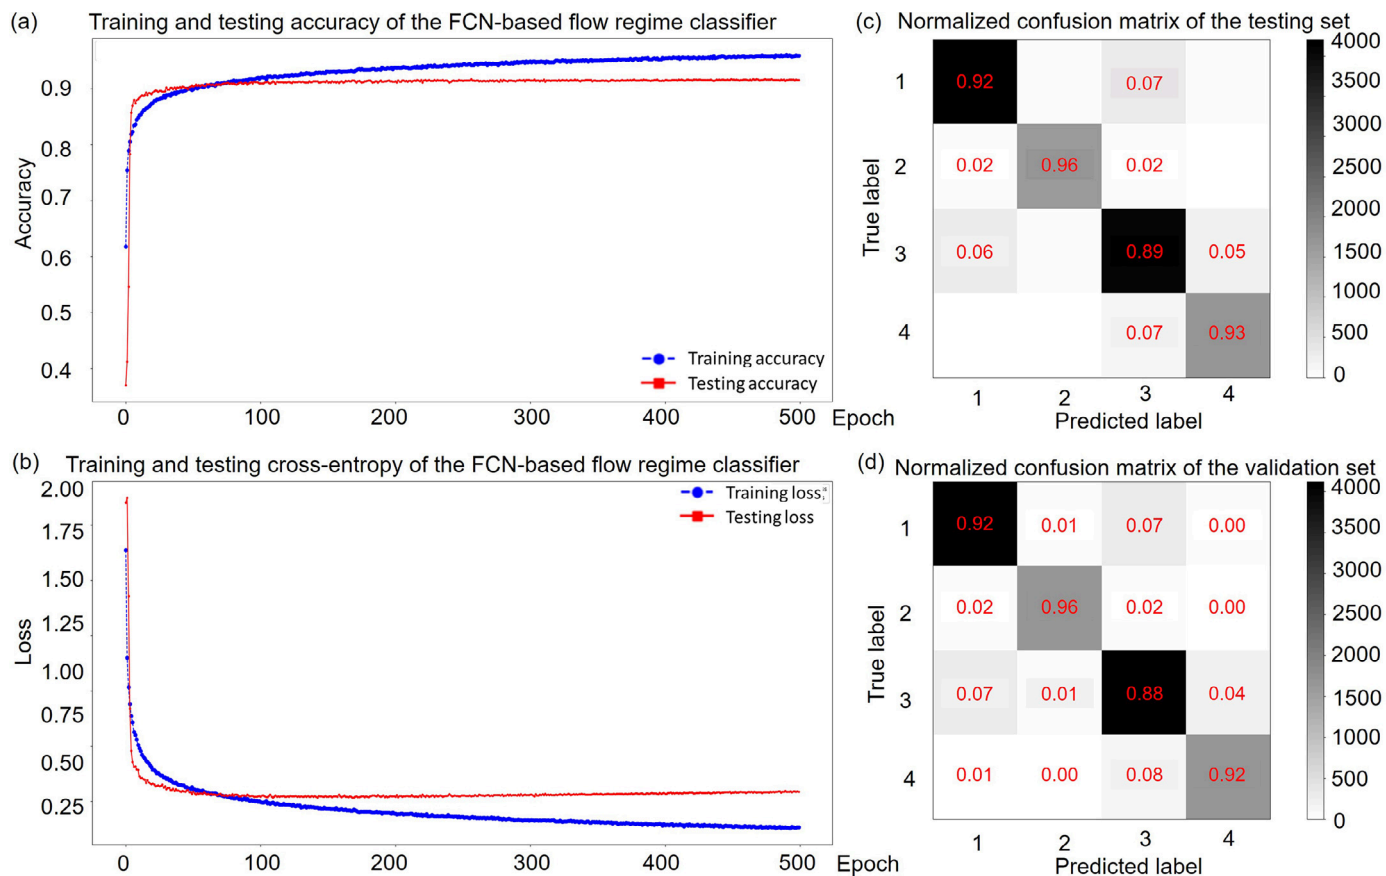 (a) Training and testing accuracy of the FCN-based flow regime classifier
0.9
0.8
0.7
0.6
0.5
0.4
Accuracy
Training accuracy
Testing accuracy
0 100 200 300 400 500 Epoch
(b) Training and testing cross-entropy of the FCN-based flow regime classifier
2.00
1.75
1.50
1.25
1.00
0.75
0.50
0.25
Loss
Training loss
Testing loss
0 100 200 300 400 500 Epoch
(c) Normalized confusion matrix of the testing set
True label
1 0.92 0.07
2 0.02 0.96 0.02
3 0.06 0.89 0.05
4 0.07 0.93
1 2 3 4
Predicted label
4000
3500
3000
2500
2000
1500
1000
500
0
(d) Normalized confusion matrix of the validation set
True label
1 0.92 0.01 0.07 0.00
2 0.02 0.96 0.02 0.00
3 0.07 0.01 0.88 0.04
4 0.01 0.00 0.08 0.92
1 2 3 4
Predicted label
4000
3500
3000
2500
2000
1500
1000
500
0